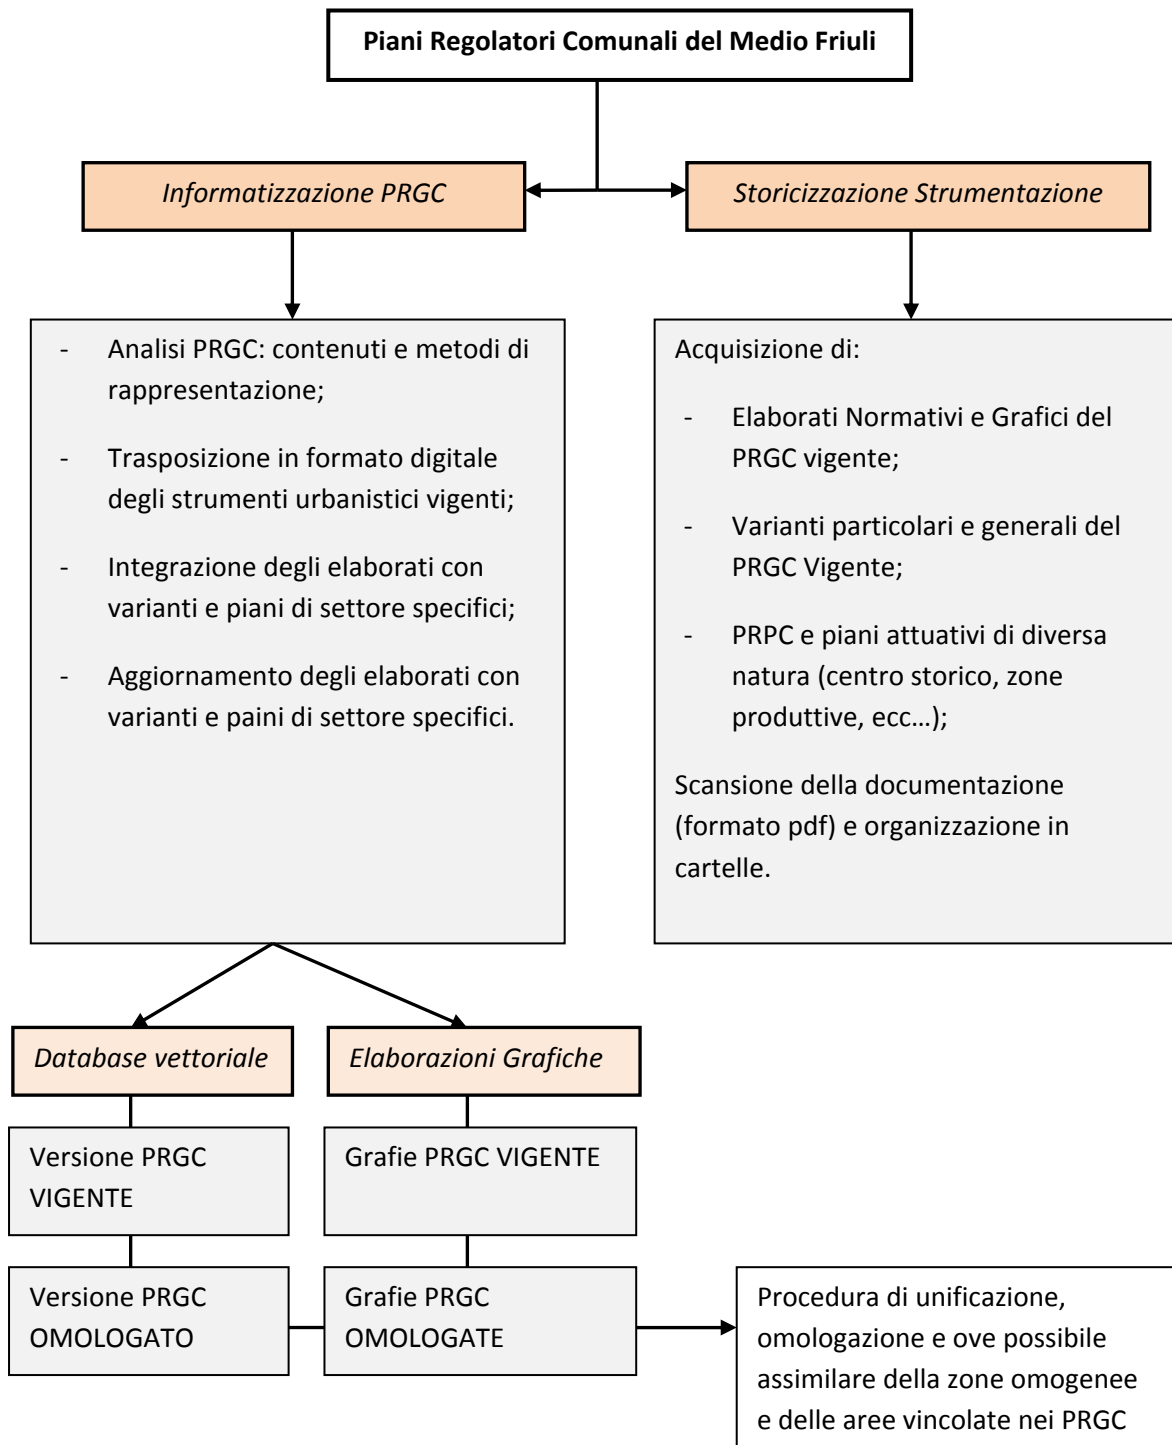 Piani Regolatori Comunali del Medio Friuli
Informatizzazione PRGC
Storicizzazione Strumentazione
- Analisi PRGC: contenuti e metodi di
rappresentazione;
- Trasposizione in formato digitale
degli strumenti urbanistici vigenti;
- Integrazione degli elaborati con
varianti e piani di settore specifici;
- Aggiornamento degli elaborati con
varianti e paini di settore specifici.
Acquisizione di:
- Elaborati Normativi e Grafici del
PRGC vigente;
- Varianti particolari e generali del
PRGC Vigente;
- PRPC e piani attuativi di diversa
natura (centro storico, zone
produttive, ecc…);
Scansione della documentazione
(formato pdf) e organizzazione in
cartelle.
Database vettoriale
Elaborazioni Grafiche
Versione PRGC
VIGENTE
Grafie PRGC VIGENTE
Versione PRGC
OMOLOGATO
Grafie PRGC
OMOLOGATE
Procedura di unificazione,
omologazione e ove possibile
assimilare della zone omogenee
e delle aree vincolate nei PRGC